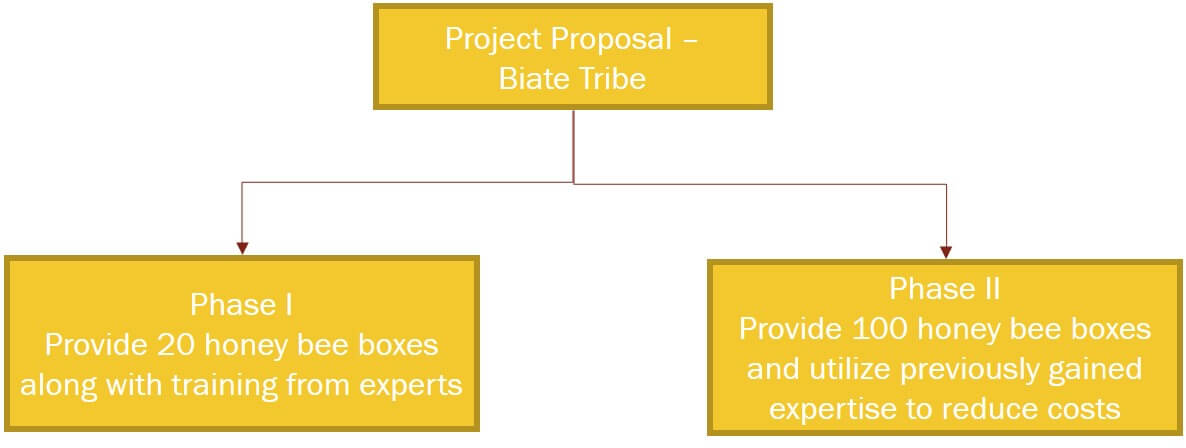 Project Proposal –
Biate Tribe
Phase I
Provide 20 honey bee boxes
along with training from experts
Phase II
Provide 100 honey bee boxes
and utilize previously gained
expertise to reduce costs